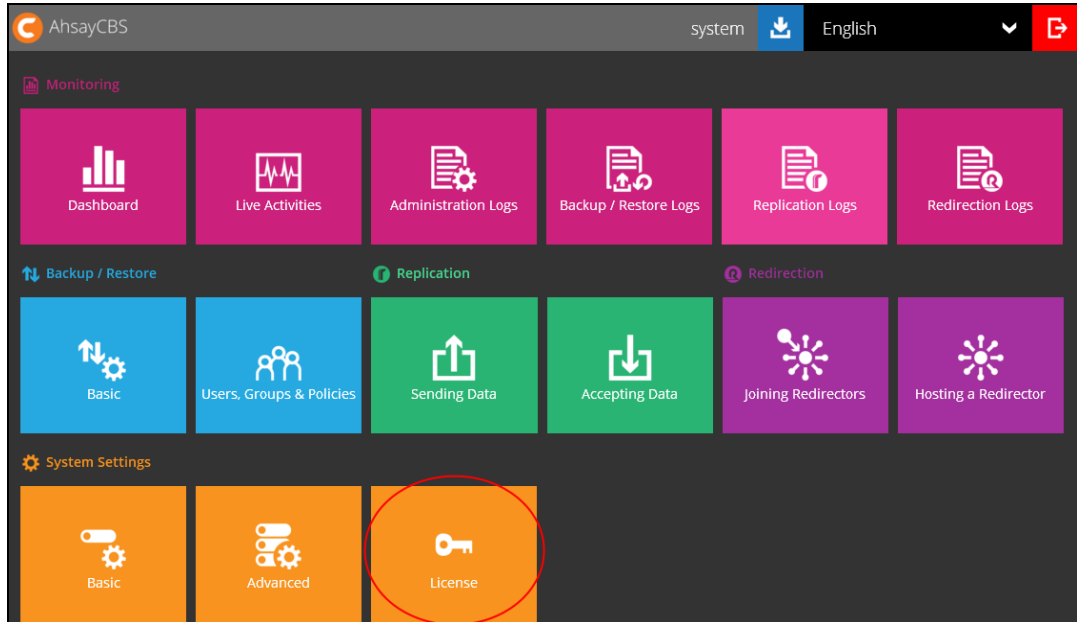 AhsayCBS system English
Monitoring
Dashboard Live Activities Administration Logs Backup / Restore Logs Replication Logs Redirection Logs
Backup / Restore Replication Redirection
Basic Users, Groups & Policies Sending Data Accepting Data Joining Redirectors Hosting a Redirector
System Settings
Basic Advanced License